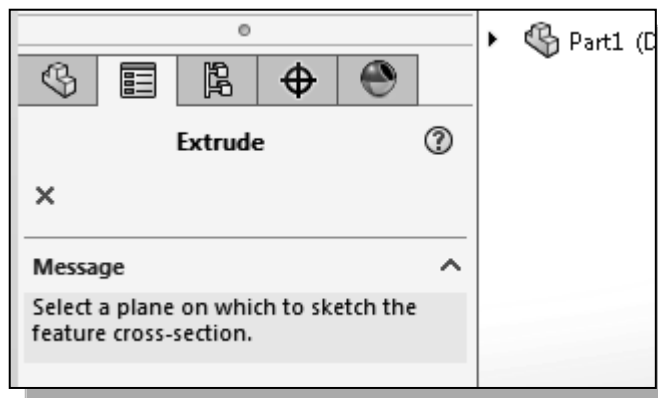 Part1 (D
Extrude
Message
Select a plane on which to sketch the
feature cross-section.